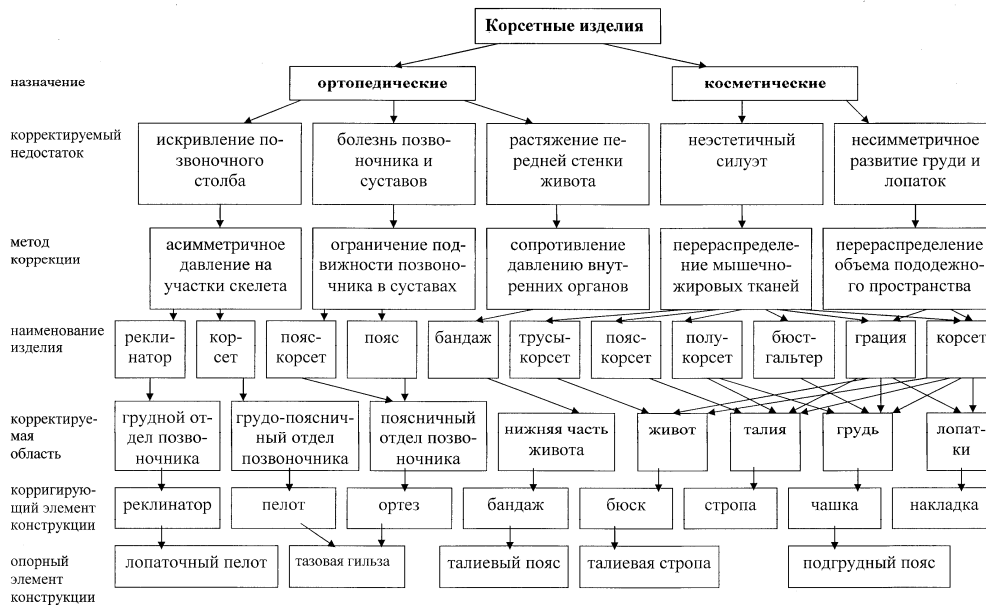 Корсетные изделия
назначение
ортопедические
косметические
корректируемый
недостаток
искривление по-
звоночного
столба
болезнь позво-
ночника и
суставов
растяжение пе-
редней стенки
живота
неэстетичный
силуэт
несимметричное
развитие груди и
лопаток
метод
коррекции
асимметричное
давление на
участки скелета
ограничение под-
вижности позвоно-
чника в суставах
сопротивление
давлению внут-
ренних органов
перераспределе-
ние мышечно-
жировых тканей
перераспределение
объема пододежно-
го пространства
наименование
изделия
рекли-
натор
кор-
сет
пояс-
корсет
пояс
бандаж
трусы-
корсет
пояс-
корсет
полу-
корсет
бюст-
гальтер
грация
корсет
корректируе-
мая
область
грудной от-
дел позво-
ночника
грудо-поясни-
чный отдел
позвоночника
поясничный
отдел позво-
ночника
нижняя часть
живота
живот
талия
грудь
лопат-
ки
корригирую-
щий элемент
конструкции
реклинатор
пелот
ортез
бандаж
бюск
стропа
чашка
накладка
опорный
элемент
конструкции
лопаточный пелот
тазовая гильза
талиевый пояс
талиевая стропа
подгрудный пояс